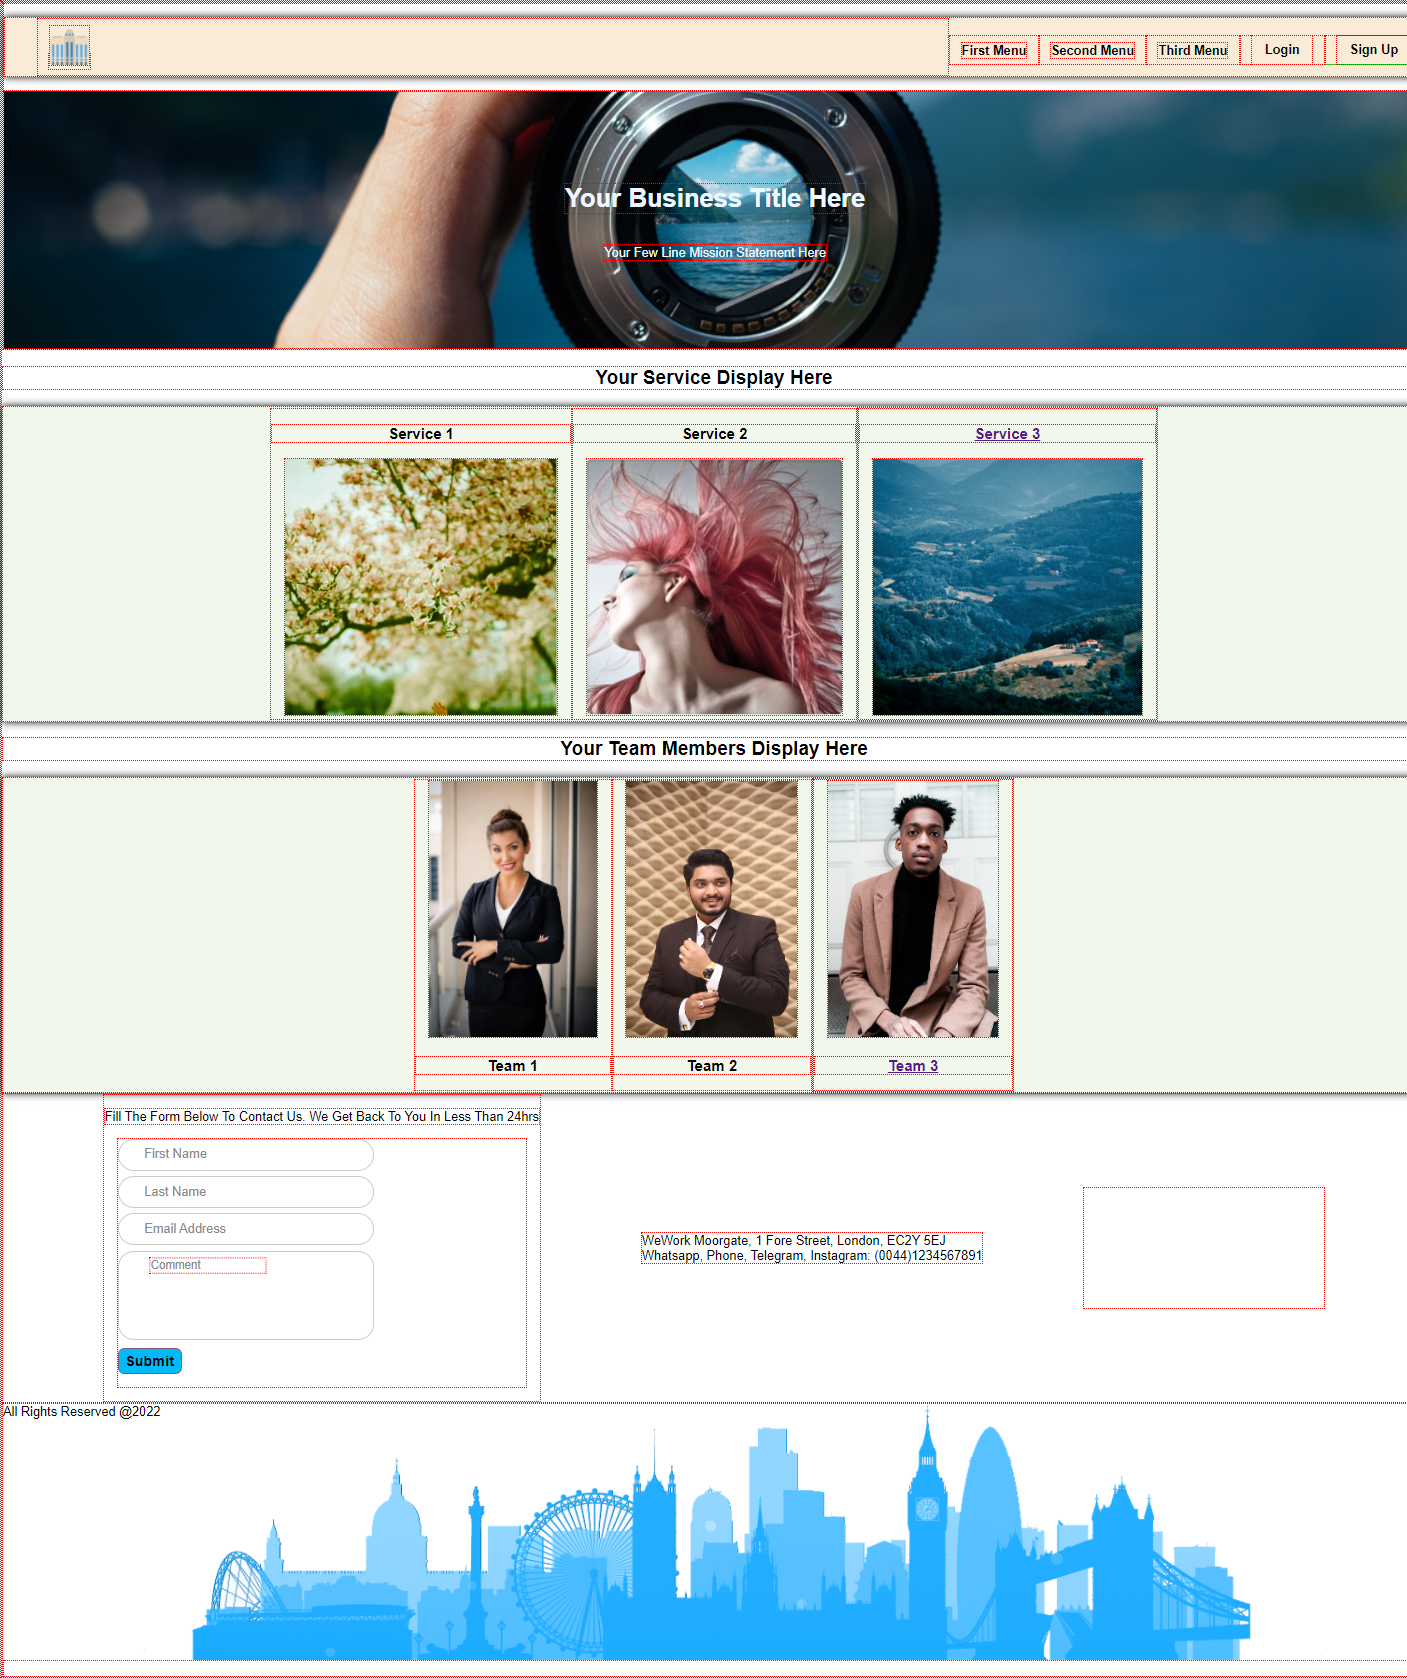 First Menu
Second Menu
Third Menu
Login
Sign Up
Your Business Title Here
Your Few Line Mission Statement Here
Your Service Display Here
Service 1
Service 2
Service 3
Your Team Members Display Here
Team 1
Team 2
Team 3
Fill The Form Below To Contact Us. We Get Back To You In Less Than 24hrs
First Name
Last Name
Email Address
Comment
Submit
WeWork Moorgate, 1 Fore Street, London, EC2Y 5EJ
Whatsapp, Phone, Telegram, Instagram: (0044)1234567891
All Rights Reserved @2022